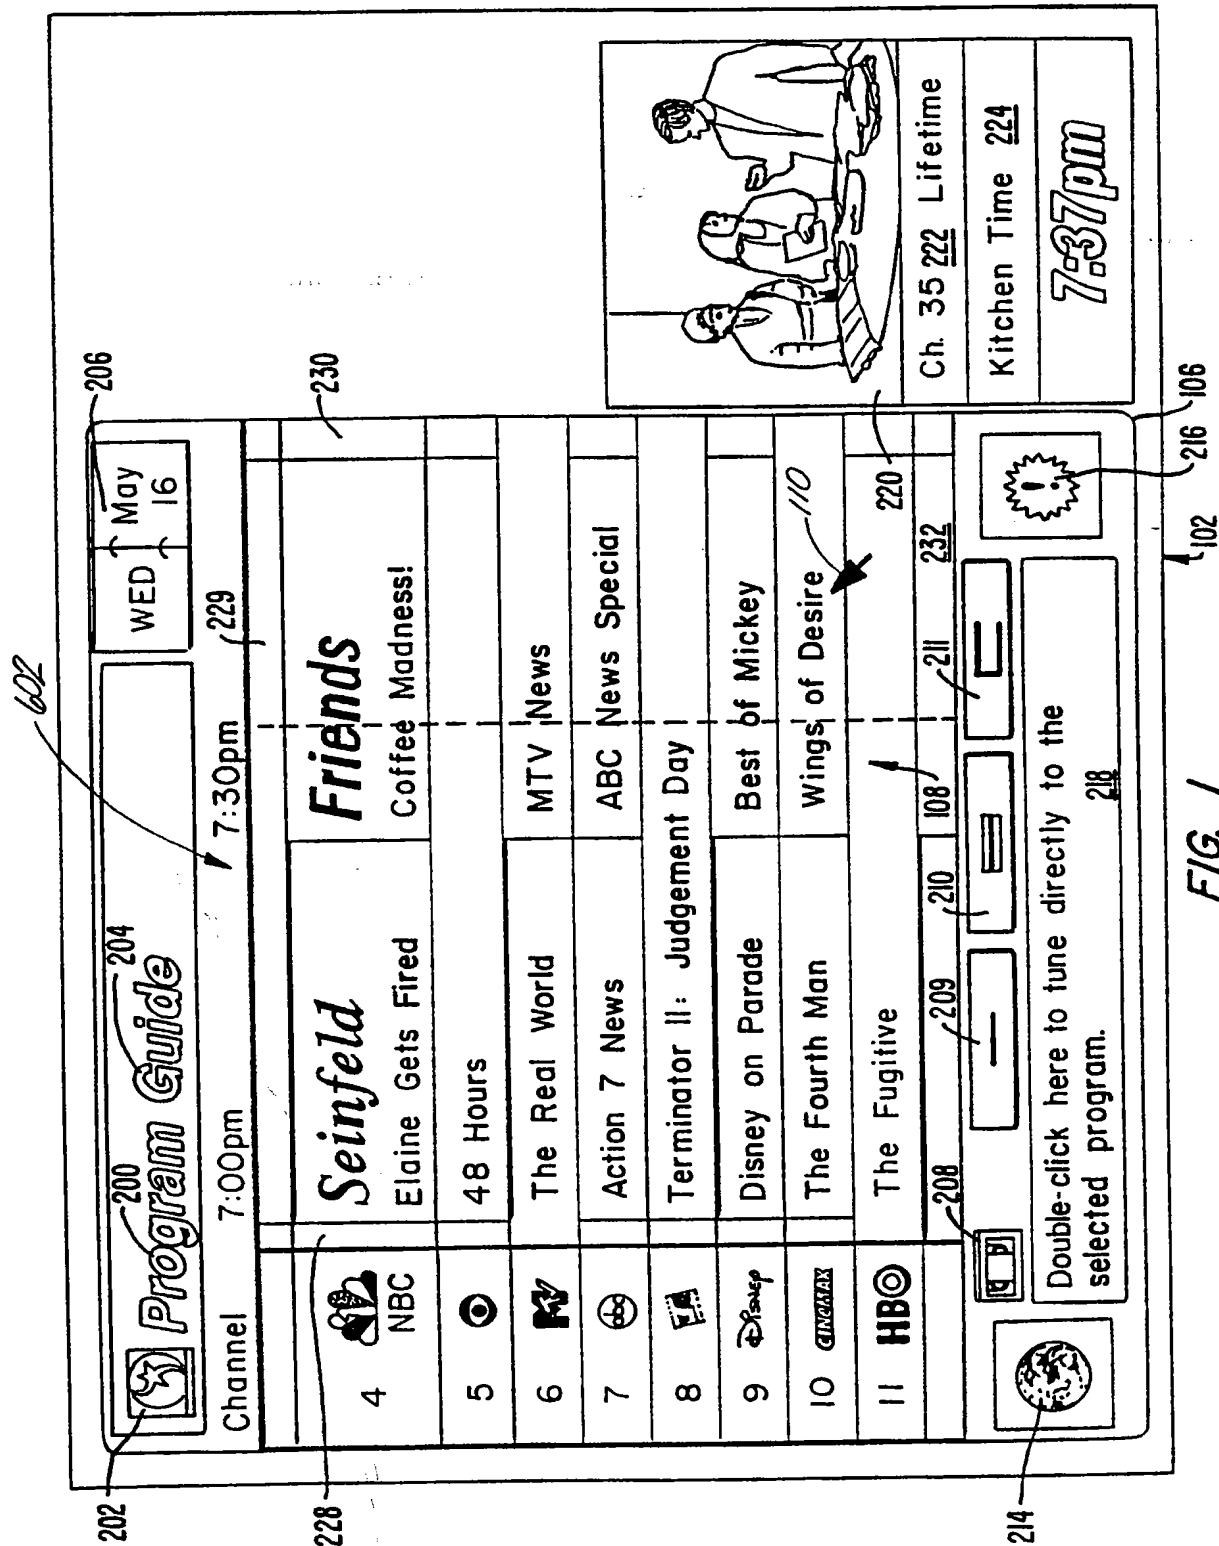 602
206
202
200
Program Guide
204
WED
May
16
Channel
7:00pm
7:30pm
229
228
230
4
NBC
Seinfeld
Elaine Gets Fired
Friends
Coffee Madness!
5
48 Hours
6
MTV
The Real World
MTV News
7
abc
Action 7 News
ABC News Special
8
Terminator II: Judgement Day
9
Disney
Disney on Parade
Best of Mickey
10
CINEMAX
The Fourth Man
Wings of Desire
110
11
HBO
The Fugitive
220
208
209
210
108
211
232
Double-click here to tune directly to the
selected program.
218
214
216
106
102
Ch. 35 222 Lifetime
Kitchen Time 224
7:37pm
FIG. 1